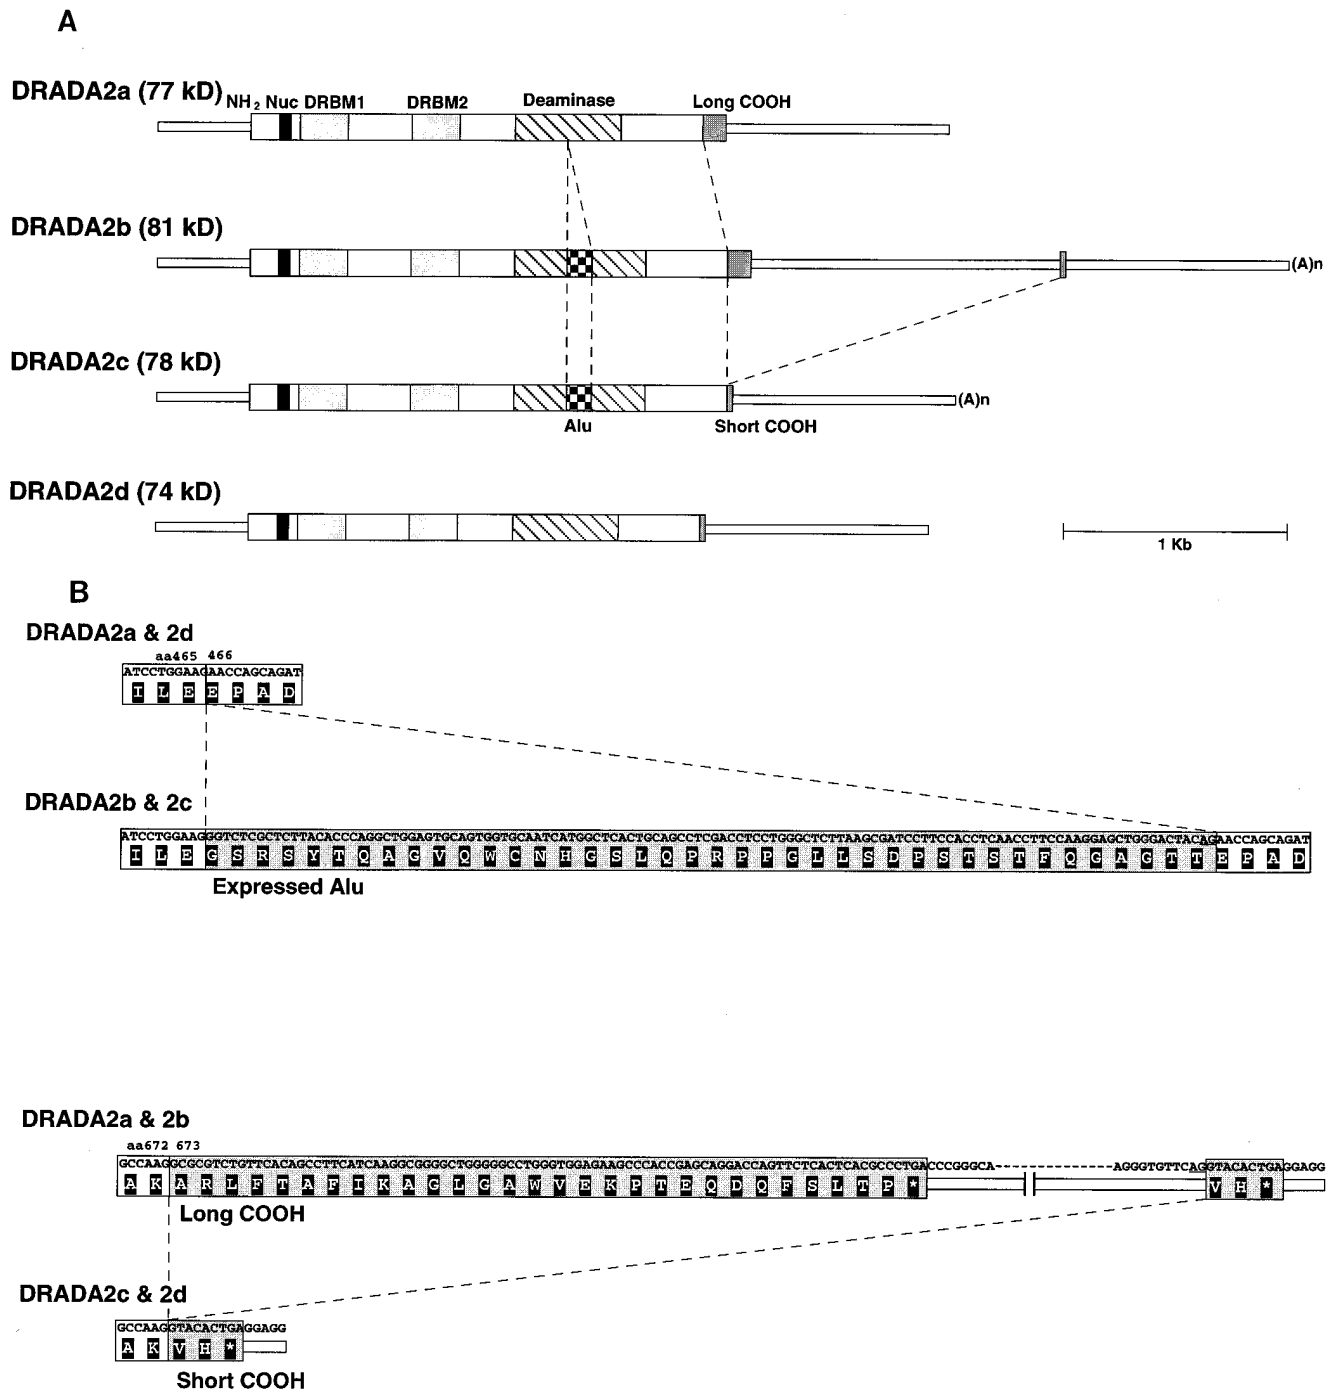 A
DRADA2a (77 kD)
NH2 Nuc DRBM1 DRBM2 Deaminase Long COOH
DRADA2b (81 kD)
(A)n
DRADA2c (78 kD)
(A)n
Alu Short COOH
DRADA2d (74 kD)
1 Kb
B
DRADA2a & 2d
aa465 466
ATCCTGGAAGAACCAGCAGAT
I L E E P A D
DRADA2b & 2c
ATCCTGGAAGGGTCTCGCTCTTACACCCAGGCTGGAGTGCAGTGGTGCAATCATGGCTCACTGCAGCCTCGACCTCCTGGGCTCTTAAGCGATCCTTCCACCTCAACCTTCCAAGGAGCTGGGACTACAGAACCAGCAGAT
I L E G S R S Y T Q A G V Q W C N H G S L Q P R P P G L L S D P S T S T F Q G A G T T E P A D
Expressed Alu
DRADA2a & 2b
aa672 673
GCCAAGGCGCGTCTGTTCACAGCCTTCATCAAGGCGGGGCTGGGGGCCTGGGTGGAGAAGCCCACCGAGCAGGACCAGTTCTCACTCACGCCCTGACCCGGGCA------------AGGGTGTTCAGGTACACTGAGGAGG
A K A R L F T A F I K A G L G A W V E K P T E Q D Q F S L T P * V H *
Long COOH
DRADA2c & 2d
GCCAAGGTACACTGAGGAGG
A K V H *
Short COOH